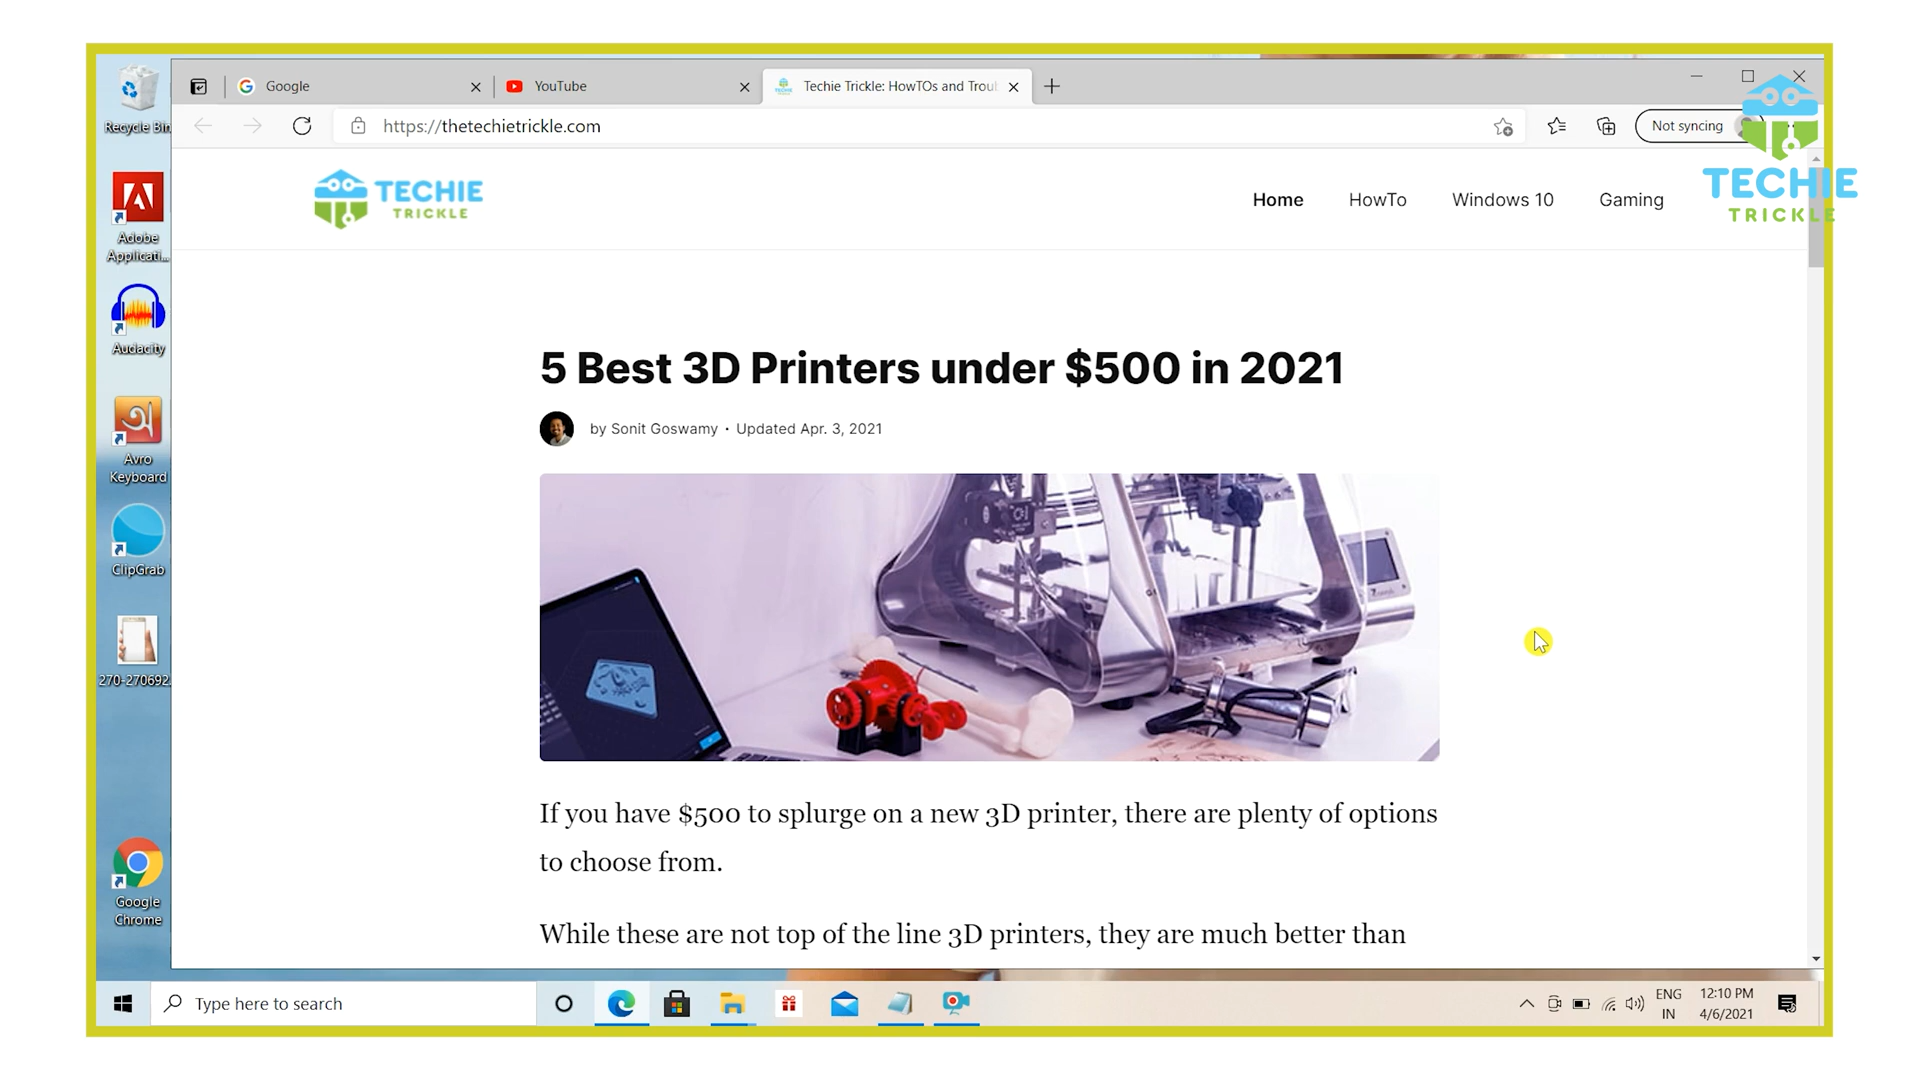 Google
YouTube
Techie Trickle: HowTOs and Trou
https://thetechietrickle.com
Not syncing
TECHIE
TRICKLE
Recycle Bin
Adobe
Applicati...
Audacity
Avro
Keyboard
ClipGrab
270-270692
Google
Chrome
TECHIE
TRICKLE
Home
HowTo
Windows 10
Gaming
5 Best 3D Printers under $500 in 2021
by Sonit Goswamy · Updated Apr. 3, 2021
If you have $500 to splurge on a new 3D printer, there are plenty of options
to choose from.
While these are not top of the line 3D printers, they are much better than
Type here to search
ENG
IN
12:10 PM
4/6/2021